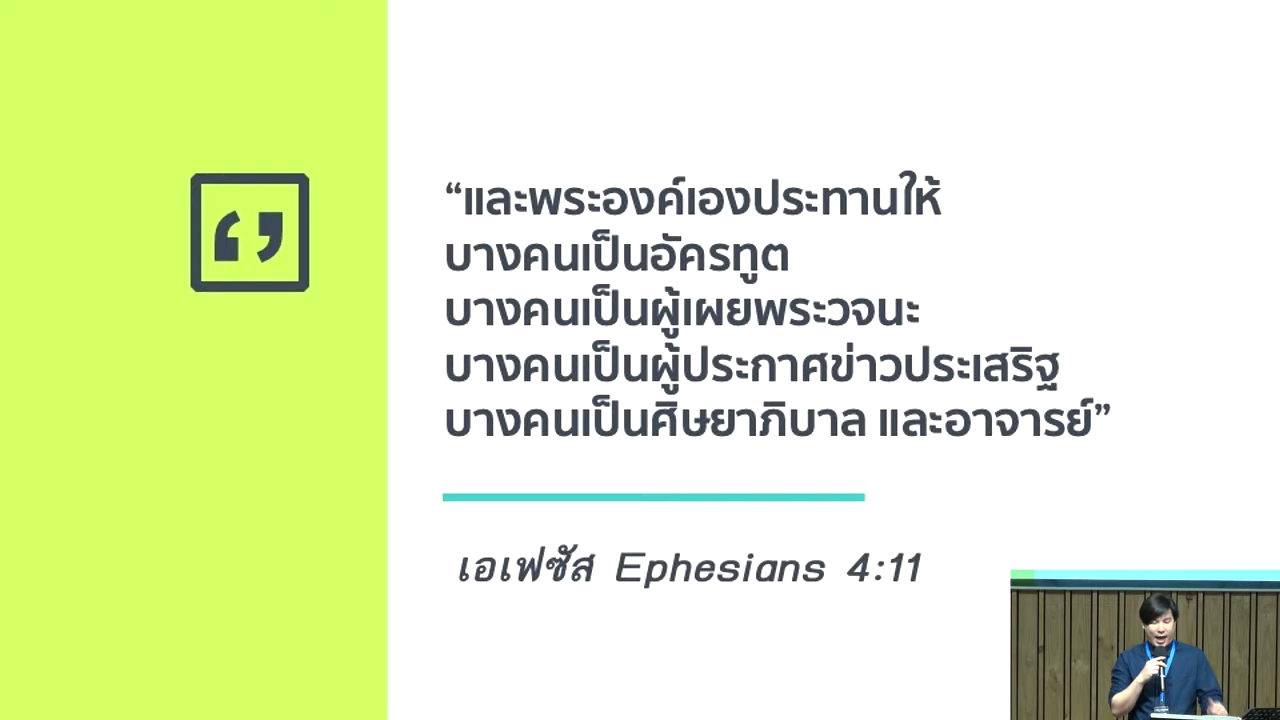 “และพระองค์เองประทานให้
บางคนเป็นอัครทูต
บางคนเป็นผู้เผยพระวจนะ
บางคนเป็นผู้ประกาศข่าวประเสริฐ
บางคนเป็นศิษยาภิบาล และอาจารย์”
เอเฟซัส Ephesians 4:11